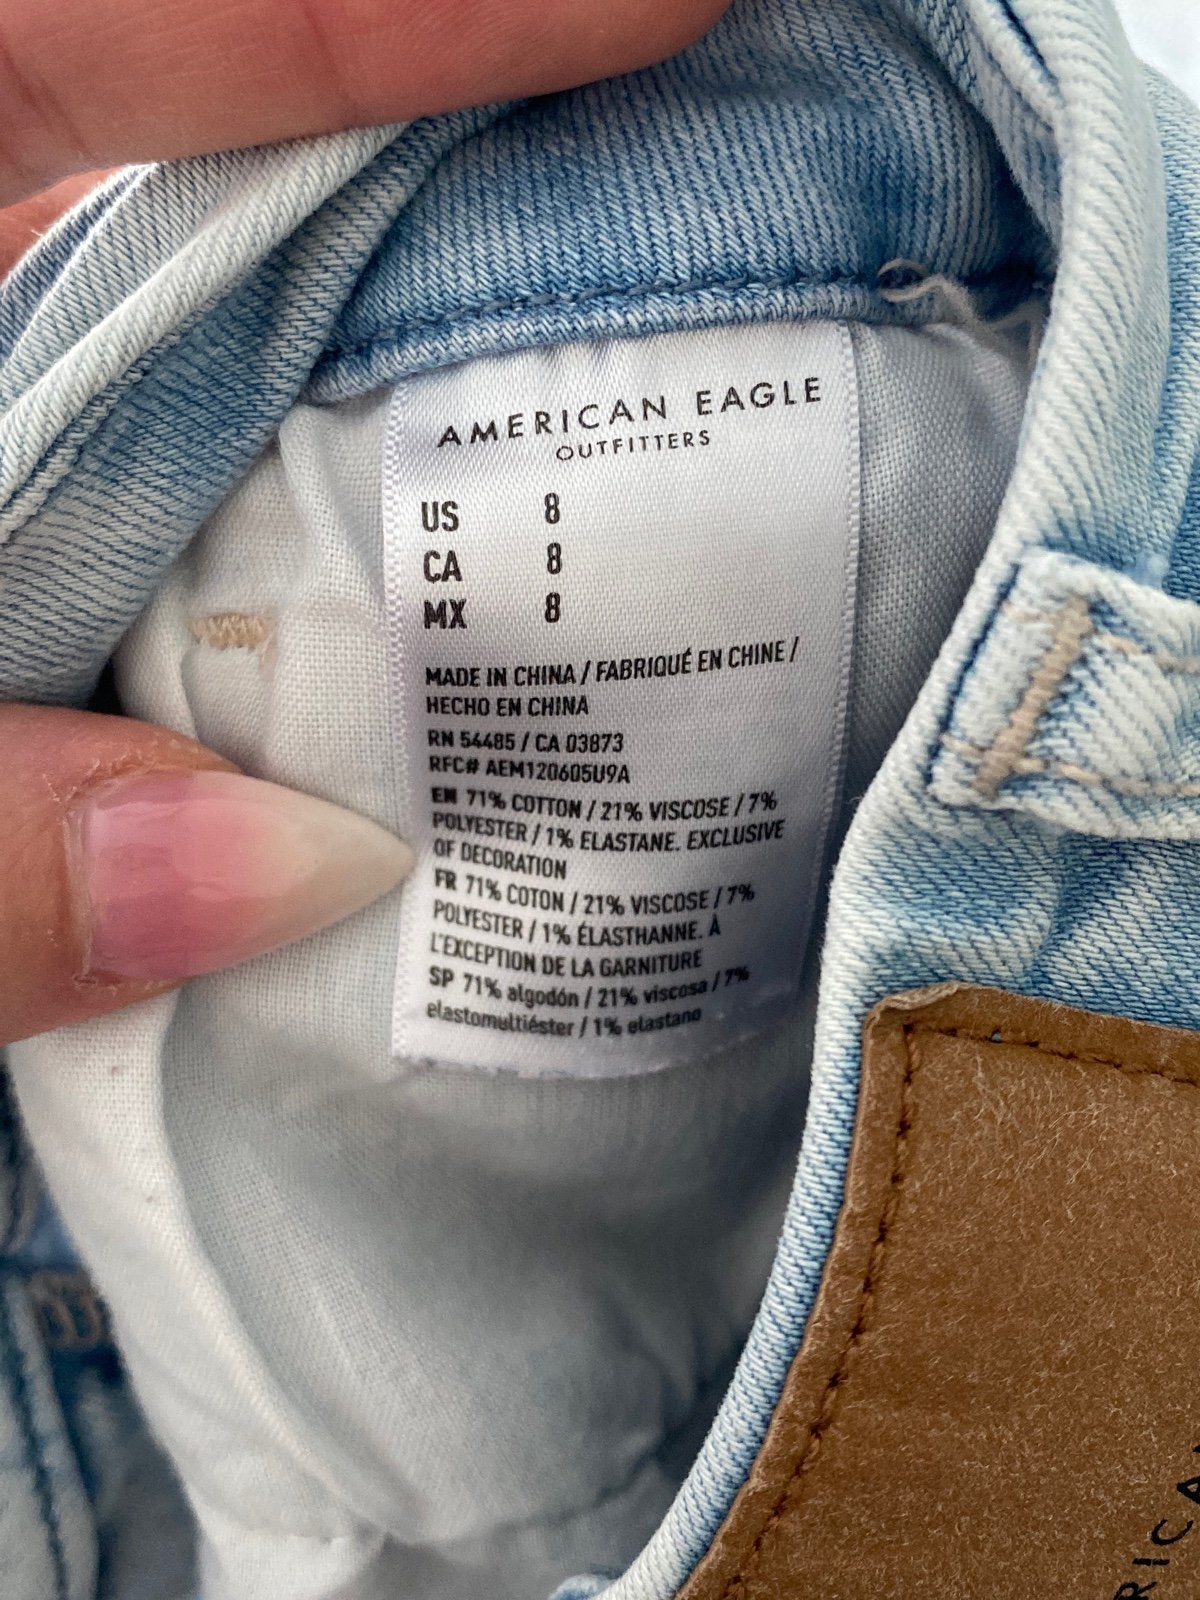 AMERICAN EAGLE
OUTFITTERS
US 8
CA 8
MX 8
MADE IN CHINA / FABRIQUÉ EN CHINE /
HECHO EN CHINA
RN 54485 / CA 03873
RFC# AEM120605U9A
EN 71% COTTON / 21% VISCOSE / 7%
POLYESTER / 1% ELASTANE. EXCLUSIVE
OF DECORATION
FR 71% COTON / 21% VISCOSE / 7%
POLYESTER / 1% ÉLASTHANNE. À
L'EXCEPTION DE LA GARNITURE
SP 71% algodón / 21% viscosa / 7%
elastomultiéster / 1% elastano
RICA